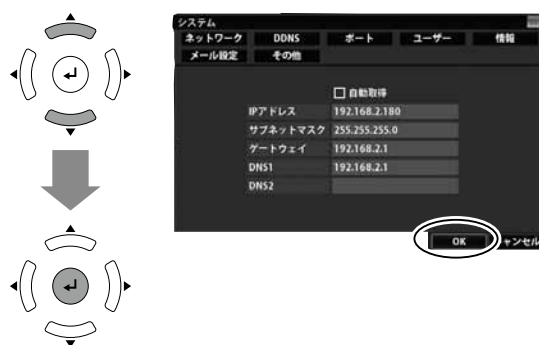 システム
ネットワーク DDNS ポート ユーザー 情報
メール設定 その他
自動取得
IPアドレス 192.168.2.180
サブネットマスク 255.255.255.0
ゲートウェイ 192.168.2.1
DNS1 192.168.2.1
DNS2
OK ャンセル